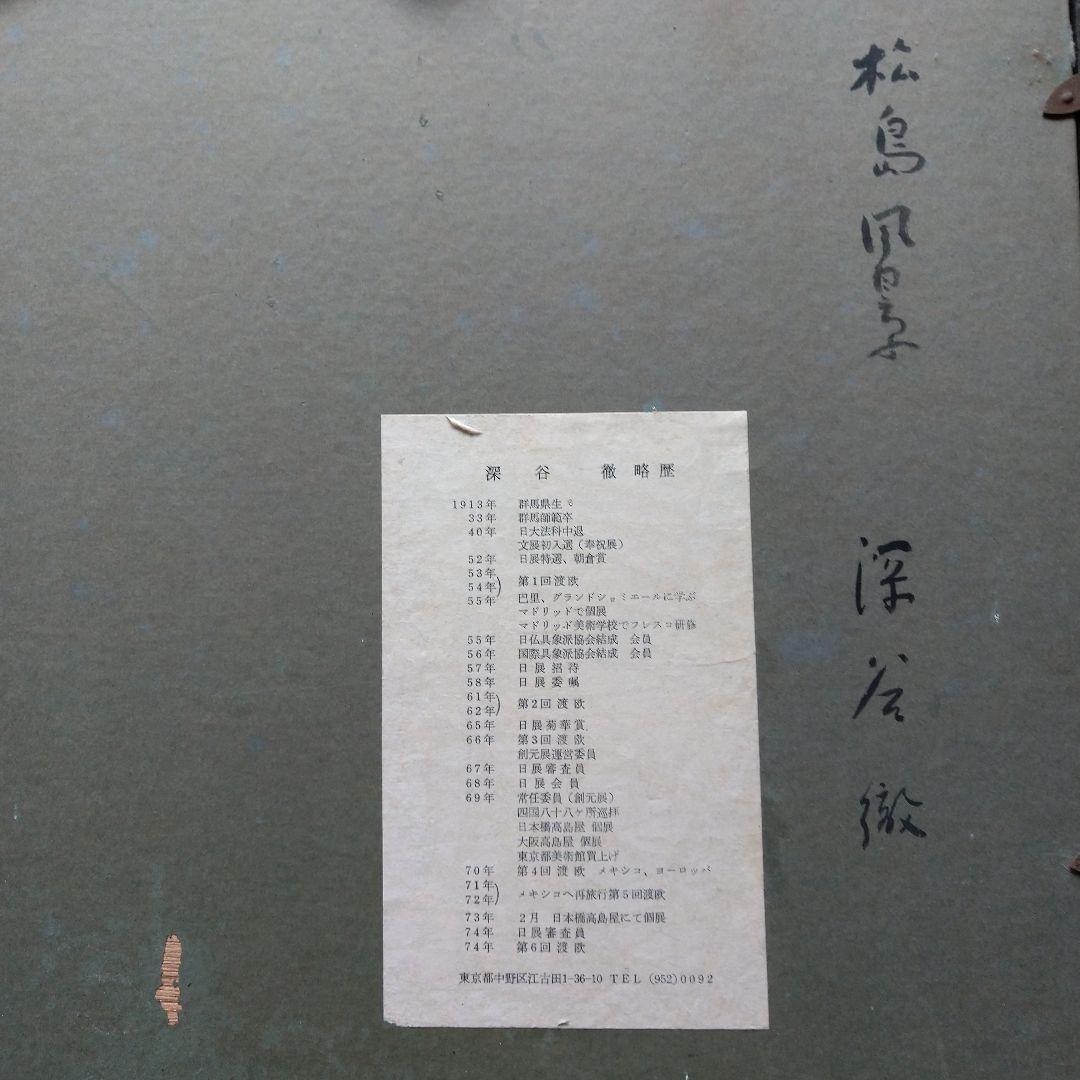 松島風景 深谷徹
深谷 徹略歴
1913年 群馬県生る
33年 群馬師範卒
40年 日大法科中退
文展初入選(奉祝展)
52年 日展特選、朝倉賞
53年
54年) 第1回渡欧
55年 巴里、グランドショミエールに学ぶ
マドリッドで個展
マドリッド美術学校でフレスコ研修
55年 日仏具象派協会結成 会員
56年 国際具象派協会結成 会員
57年 日展招待
58年 日展委嘱
61年
62年) 第2回渡欧
65年 日展菊華賞
66年 第3回渡欧
創元展運営委員
67年 日展審査員
68年 日展会員
69年 常任委員(創元展)
四国八十八ケ所巡拝
日本橋高島屋 個展
大阪高島屋 個展
東京都美術館買上げ
70年 第4回渡欧 メキシコ、ヨーロッパ
71年
72年) メキシコへ再旅行第5回渡欧
73年 2月 日本橋高島屋にて個展
74年 日展審査員
74年 第6回渡欧
東京都中野区江古田1-36-10 TEL (952)0092